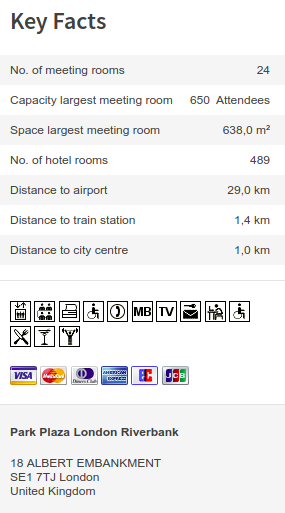 Key Facts
No. of meeting rooms 24
Capacity largest meeting room 650 Attendees
Space largest meeting room 638,0 m²
No. of hotel rooms 489
Distance to airport 29,0 km
Distance to train station 1,4 km
Distance to city centre 1,0 km
MB TV
VISA MasterCard Diners Club AMERICAN EXPRESS EC JCB
Park Plaza London Riverbank
18 ALBERT EMBANKMENT
SE1 7TJ London
United Kingdom